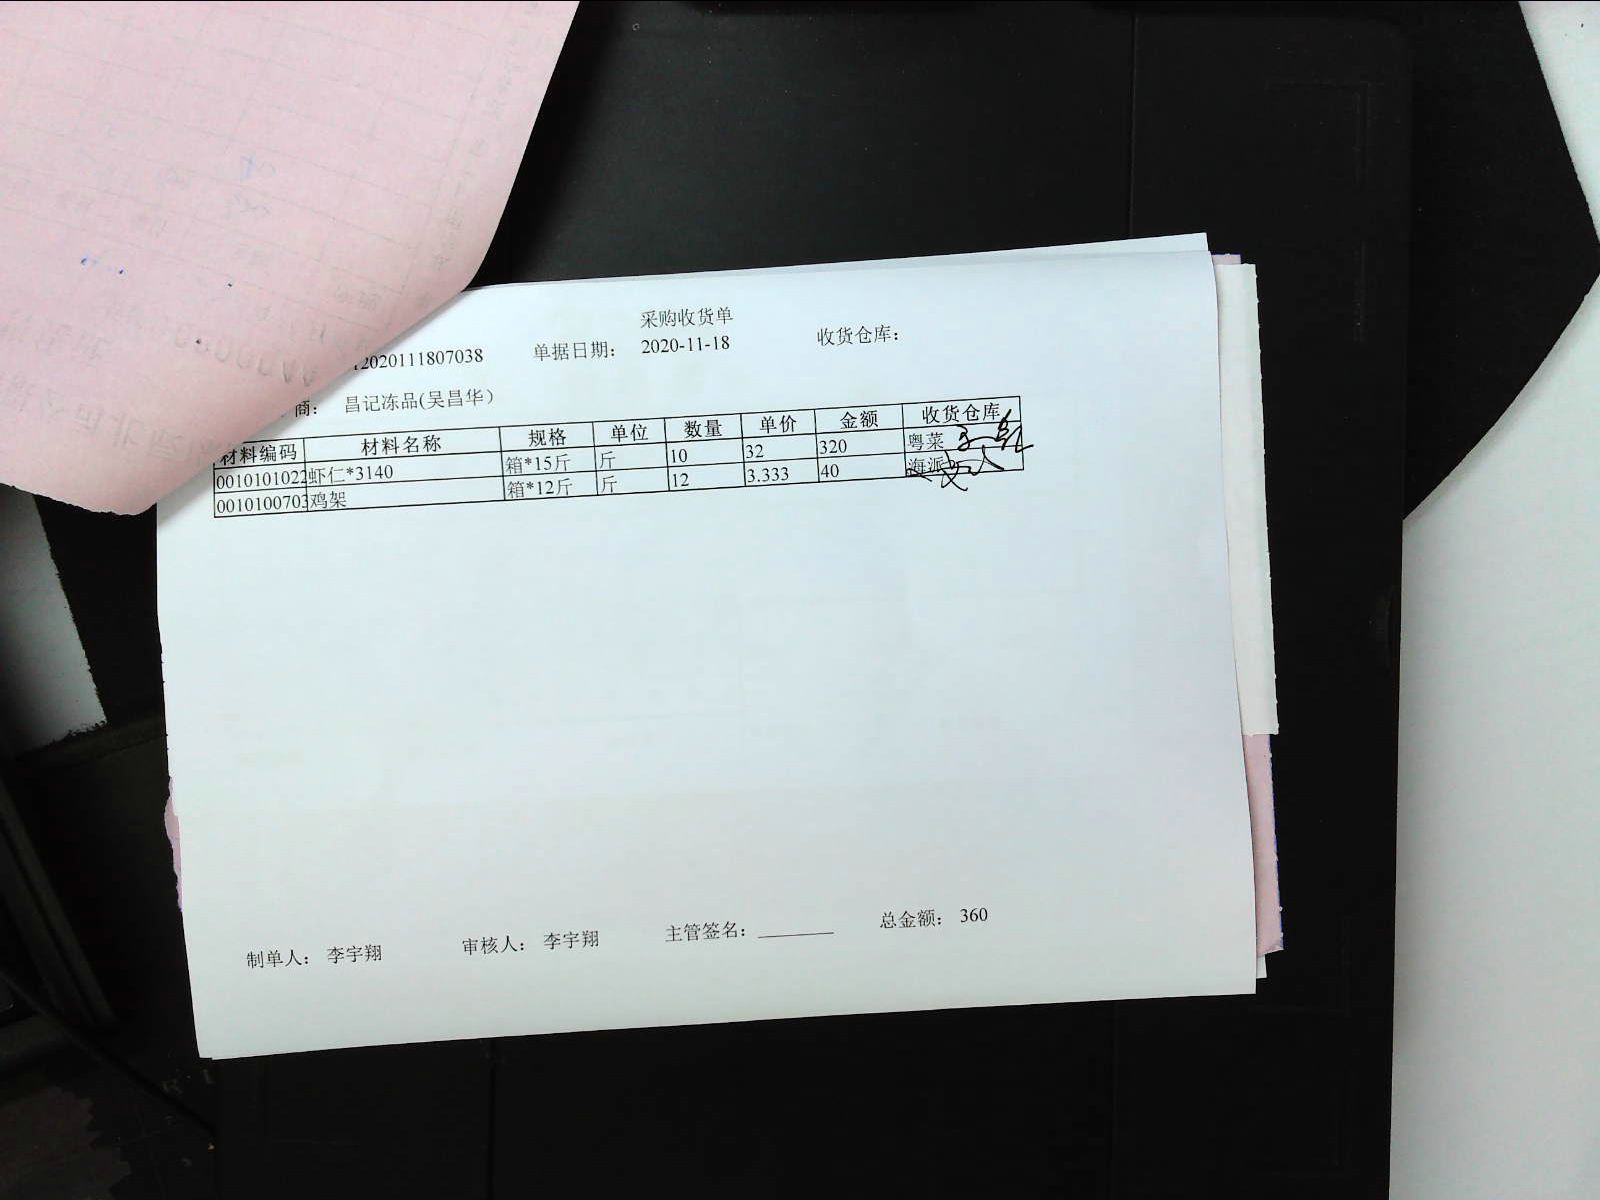 采购收货单
2020111807038 单据日期: 2020-11-18 收货仓库:
商: 昌记冻品(吴昌华)
材料编码 材料名称 规格 单位 数量 单价 金额 收货仓库
0010101022 虾仁*3140 箱*15斤 斤 10 32 320 粤菜
001010070 鸡架 箱*12斤 斤 12 3.333 40 海派
制单人: 李宇翔 审核人: 李宇翔 主管签名: ________ 总金额: 360